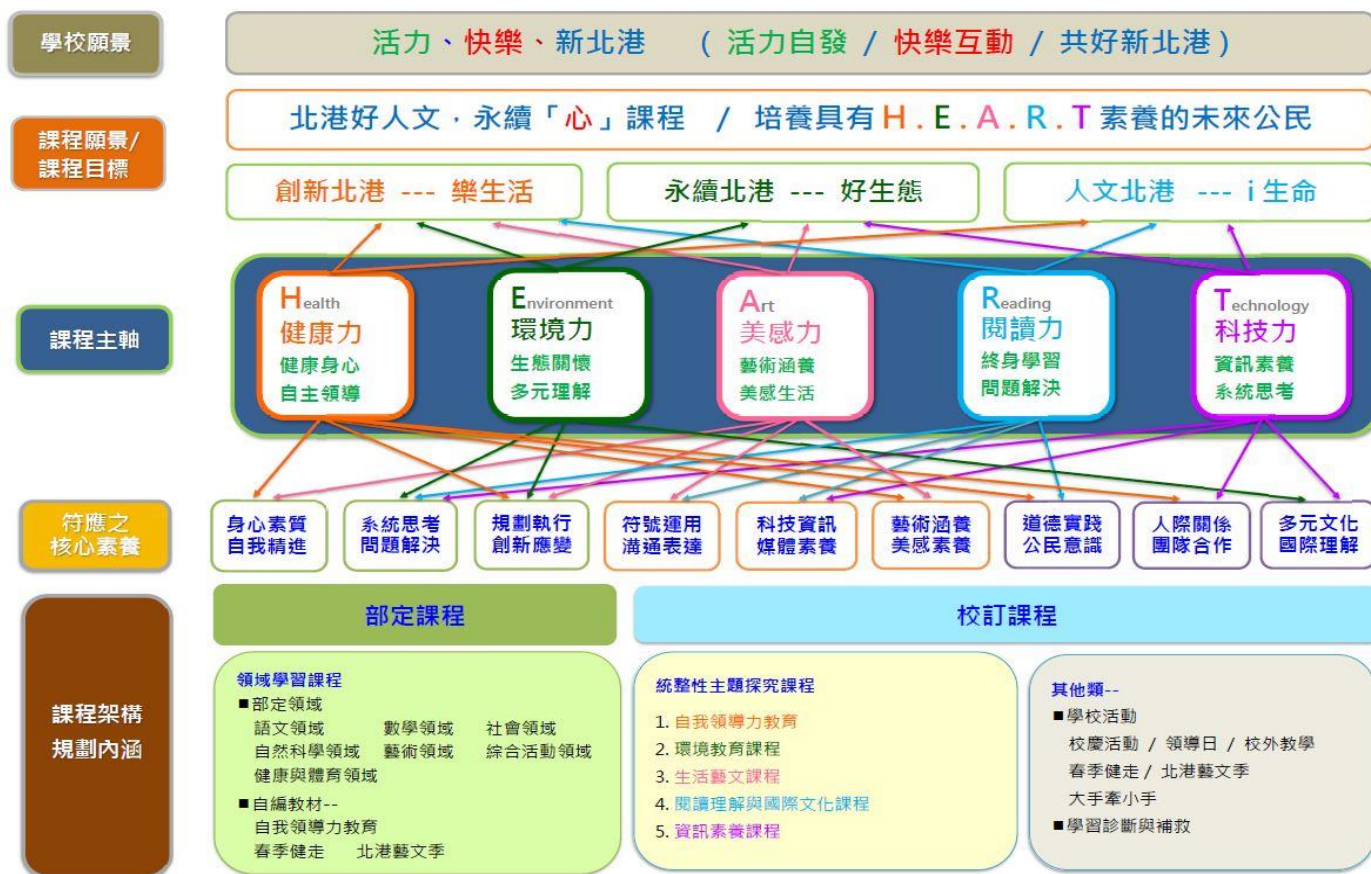 學校願景
活力、快樂、新北港 ( 活力自發 / 快樂互動 / 共好新北港 )
課程願景/
課程目標
北港好人文．永續「心」課程 / 培養具有 H . E . A . R . T 素養的未來公民
創新北港 --- 樂生活
永續北港 --- 好生態
人文北港 --- i 生命
課程主軸
Health
健康力
健康身心
自主領導
Environment
環境力
生態關懷
多元理解
Art
美感力
藝術涵養
美感生活
Reading
閱讀力
終身學習
問題解決
Technology
科技力
資訊素養
系統思考
符應之
核心素養
身心素質
自我精進
系統思考
問題解決
規劃執行
創新應變
符號運用
溝通表達
科技資訊
媒體素養
藝術涵養
美感素養
道德實踐
公民意識
人際關係
團隊合作
多元文化
國際理解
課程架構
規劃內涵
部定課程
校訂課程
領域學習課程
■部定領域
語文領域 數學領域 社會領域
自然科學領域 藝術領域 綜合活動領域
健康與體育領域
■自編教材--
自我領導力教育
春季健走 北港藝文季
統整性主題探究課程
1. 自我領導力教育
2. 環境教育課程
3. 生活藝文課程
4. 閱讀理解與國際文化課程
5. 資訊素養課程
其他類--
■學校活動
校慶活動 / 領導日 / 校外教學
春季健走 / 北港藝文季
大手牽小手
■學習診斷與補救